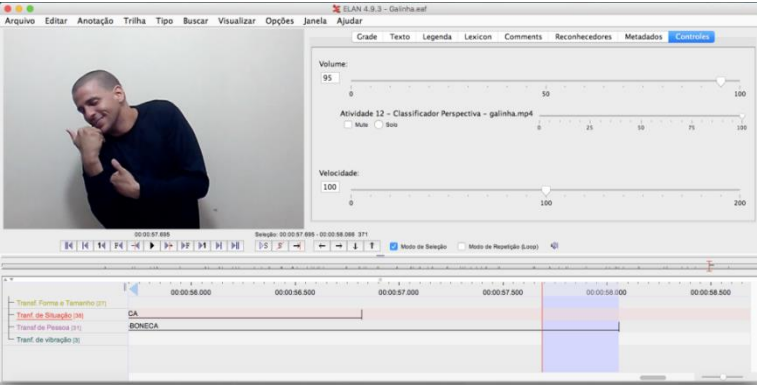 ELAN 4.9.3 - Galinha.eaf
Arquivo Editar Anotação Trilha Tipo Buscar Visualizar Opções Janela Ajudar
Grade Texto Legenda Lexicon Comments Reconhecedores Metadados Controles
Volume:
95
0 50 100
Atividade 12 - Classificador Perspectiva - galinha.mp4
Mute Solo
0 25 50 75 100
Velocidade:
100
0 100 200
00:00:57.695 Seleção: 00:00:57.695 - 00:00:58.066 371
Modo de Seleção Modo de Repetição (Loop)
00:00:56.000 00:00:56.500 00:00:57.000 00:00:57.500 00:00:58.000 00:00:58.500
Transf. Forma e Tamanho [27]
Tranf. de Situação [38] CA
Transf de Pessoa [31] BONECA
Tranf. de vibração [3]